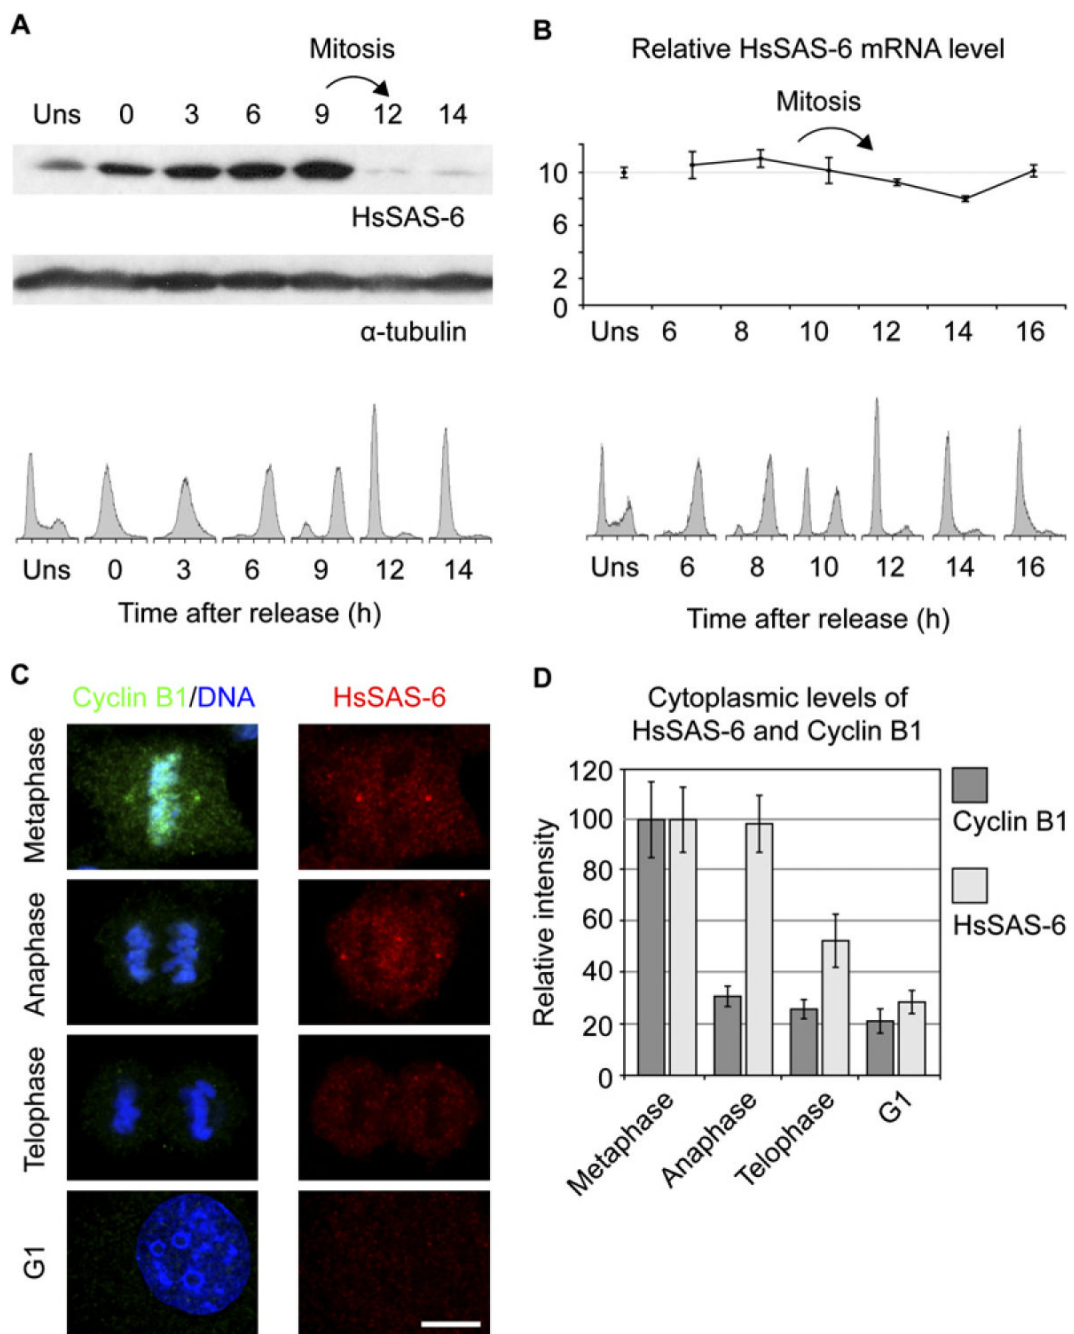 A
Mitosis
Uns 0 3 6 9 12 14
HsSAS-6
α-tubulin
Uns 0 3 6 9 12 14
Time after release (h)
B
Relative HsSAS-6 mRNA level
Mitosis
10
6
2
0
Uns 6 8 10 12 14 16
Uns 6 8 10 12 14 16
Time after release (h)
C
Cyclin B1/DNA HsSAS-6
Metaphase
Anaphase
Telophase
G1
D
Cytoplasmic levels of
HsSAS-6 and Cyclin B1
Relative intensity
120
100
80
60
40
20
0
Metaphase
Anaphase
Telophase
G1
Cyclin B1
HsSAS-6